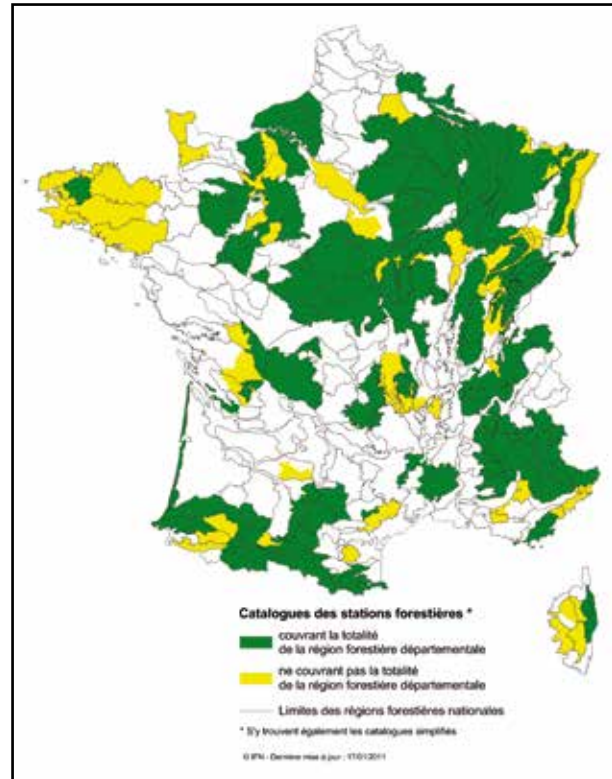 Catalogues des stations forestières *
couvrant la totalité
de la région forestière départementale
ne couvrant pas la totalité
de la région forestière départementale
Limites des régions forestières nationales
* S'y trouvent également les catalogues simplifiés
© IFN - Dernière mise à jour : 17/01/2011